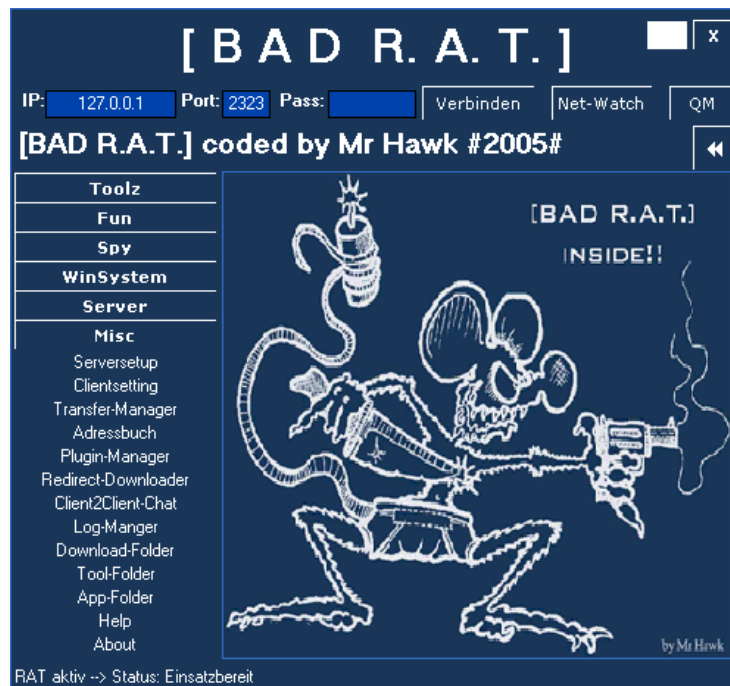 [ B A D R. A. T. ]
X
IP: 127.0.0.1 Port: 2323 Pass: Verbinden Net-Watch QM
[BAD R.A.T.] coded by Mr Hawk #2005#
Toolz
Fun
Spy
WinSystem
Server
Misc
Serversetup
Clientsetting
Transfer-Manager
Adressbuch
Plugin-Manager
Redirect-Downloader
Client2Client-Chat
Log-Manger
Download-Folder
Tool-Folder
App-Folder
Help
About
[BAD R.A.T.]
INSIDE!!
by Mr Hawk
RAT aktiv --> Status: Einsatzbereit